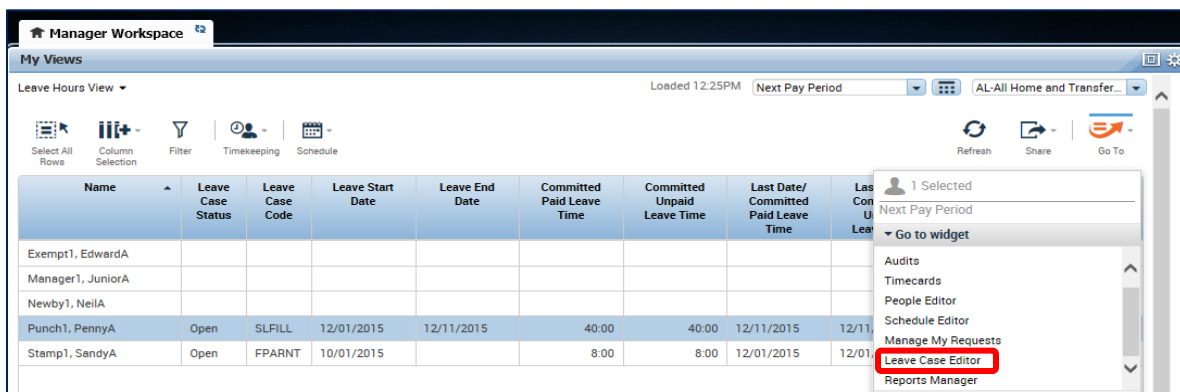 Manager Workspace
My Views
Leave Hours View
Loaded 12:25PM Next Pay Period AL-All Home and Transfer...
Select All Rows Column Selection Filter Timekeeping Schedule Refresh Share Go To
Name Leave Case Status Leave Case Code Leave Start Date Leave End Date Committed Paid Leave Time Committed Unpaid Leave Time Last Date/ Committed Paid Leave Time
Exempt1, EdwardA
Manager1, JuniorA
Newby1, NeilA
Punch1, PennyA Open SLFILL 12/01/2015 12/11/2015 40:00 40:00 12/11/2015 12/11
Stamp1, SandyA Open FPARNT 10/01/2015 8:00 8:00 12/01/2015 12/01
1 Selected
Next Pay Period
Go to widget
Audits
Timecards
People Editor
Schedule Editor
Manage My Requests
Leave Case Editor
Reports Manager